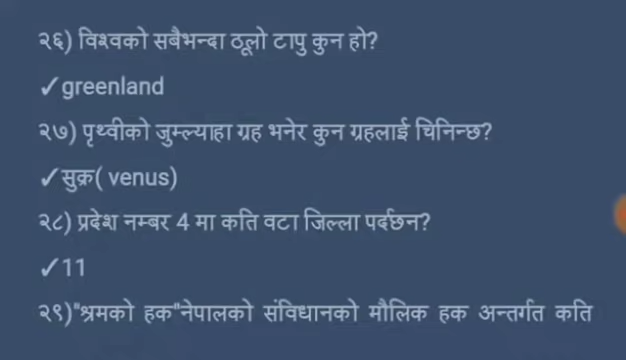 २६) विश्वको सबैभन्दा ठूलो टापु कुन हो?
✓greenland
२७) पृथ्वीको जुम्ल्याहा ग्रह भनेर कुन ग्रहलाई चिनिन्छ?
✓सुक्र( venus)
२८) प्रदेश नम्बर 4 मा कति वटा जिल्ला पर्दछन?
✓11
२९)"श्रमको हक"नेपालको संविधानको मौलिक हक अन्तर्गत कति